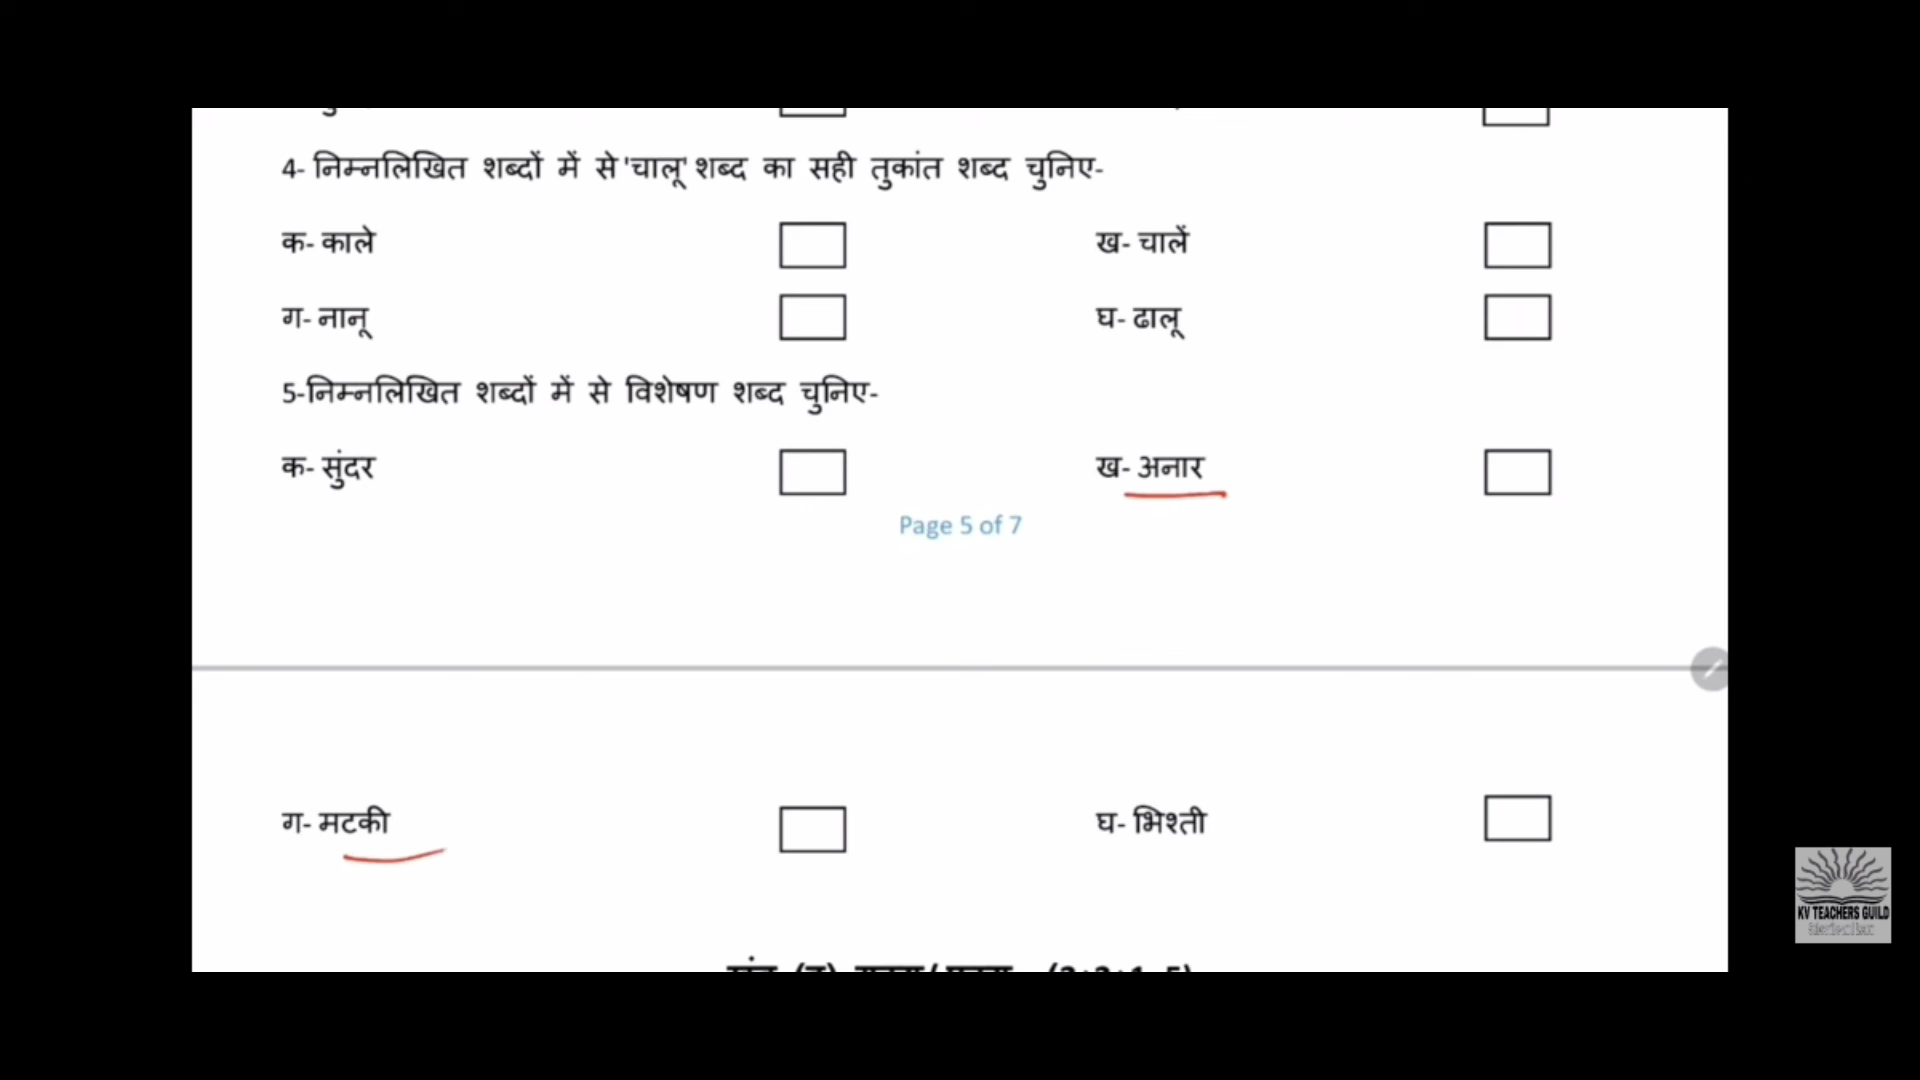 4- निम्नलिखित शब्दों में से 'चालू' शब्द का सही तुकांत शब्द चुनिए-
क- काले ख- चालें
ग- नानू घ- ढालू
5-निम्नलिखित शब्दों में से विशेषण शब्द चुनिए-
क- सुंदर ख- अनार
Page 5 of 7
ग- मटकी घ- भिश्ती
KV TEACHERS GUILD